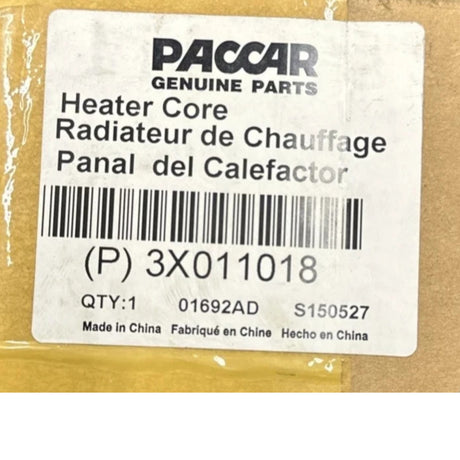 PACCAR
GENUINE PARTS
Heater Core
Radiateur de Chauffage
Panal del Calefactor
(P) 3X011018
QTY:1 01692AD S150527
Made in China Fabriqué en Chine Hecho en China